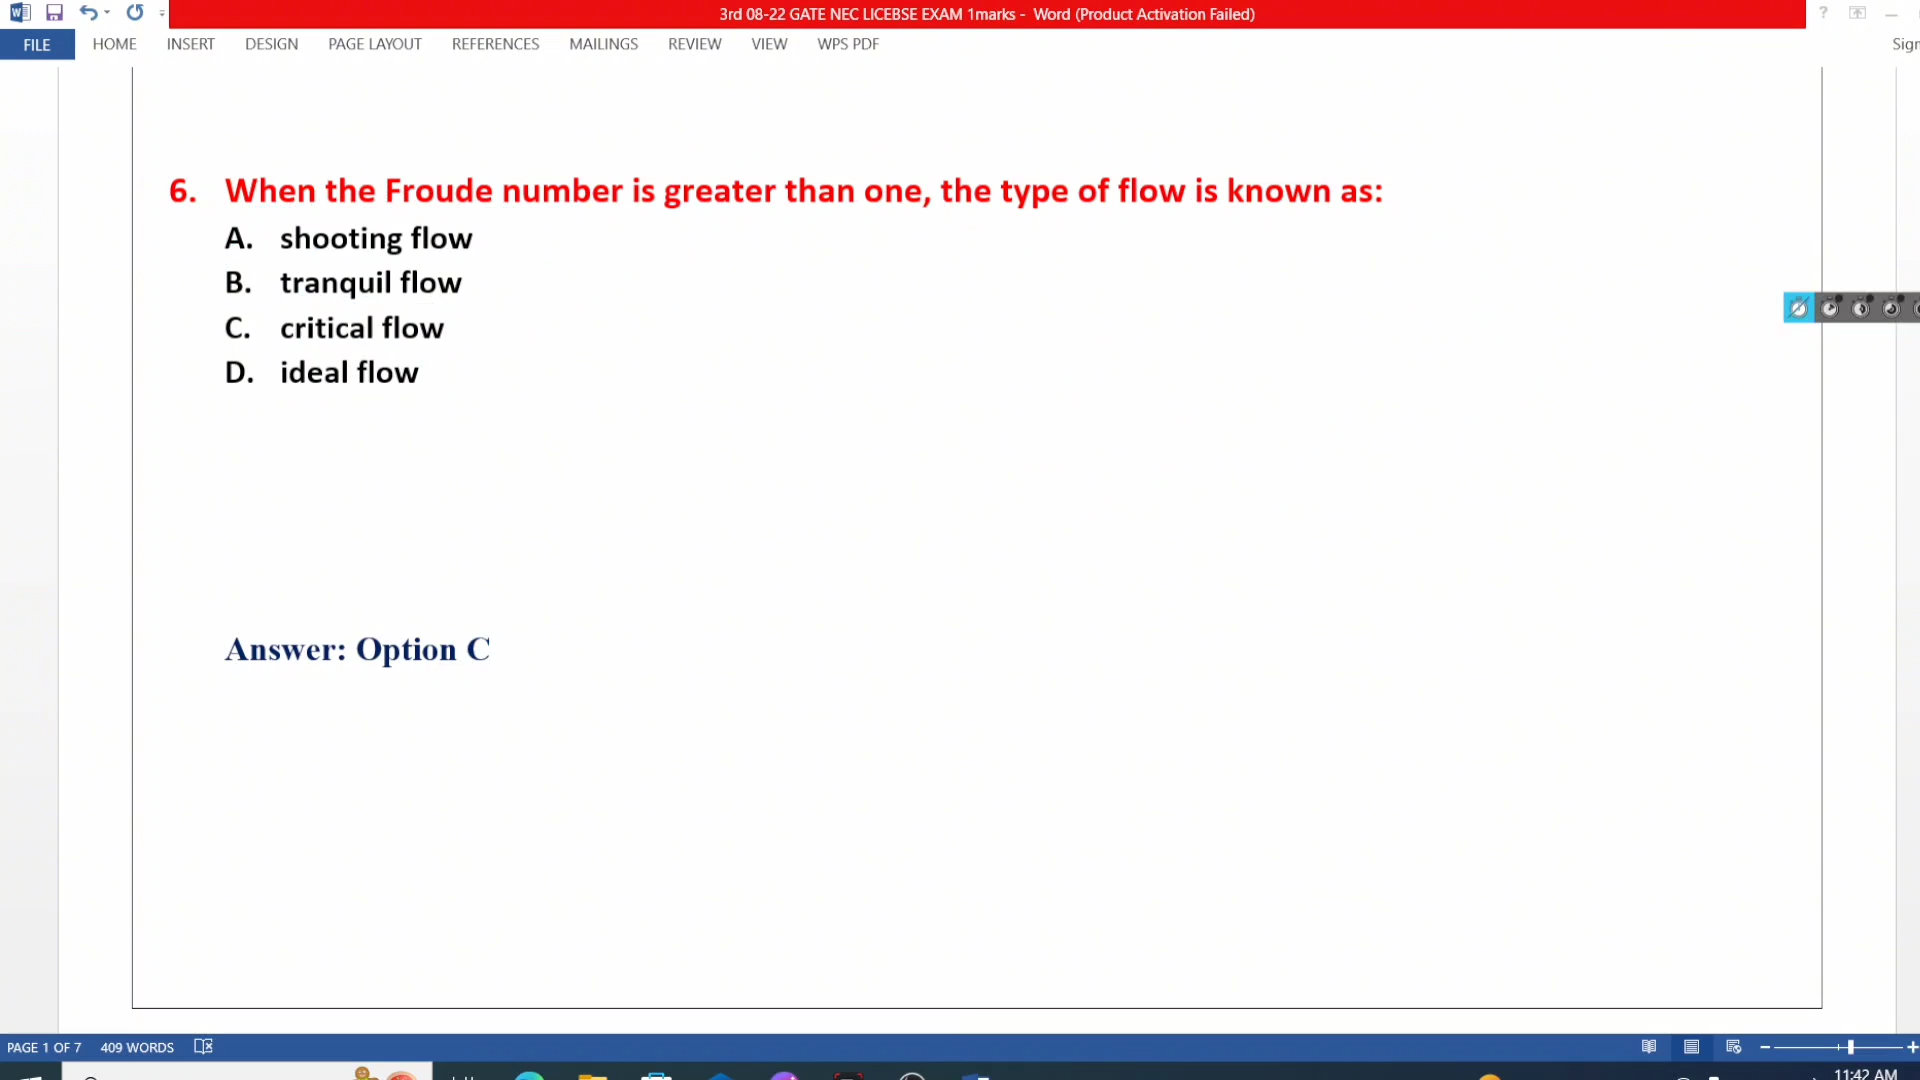 3rd 08-22 GATE NEC LICEBSE EXAM 1marks - Word (Product Activation Failed)
FILE HOME INSERT DESIGN PAGE LAYOUT REFERENCES MAILINGS REVIEW VIEW WPS PDF
6. When the Froude number is greater than one, the type of flow is known as:
A. shooting flow
B. tranquil flow
C. critical flow
D. ideal flow
Answer: Option C
PAGE 1 OF 7 409 WORDS
11:42 AM